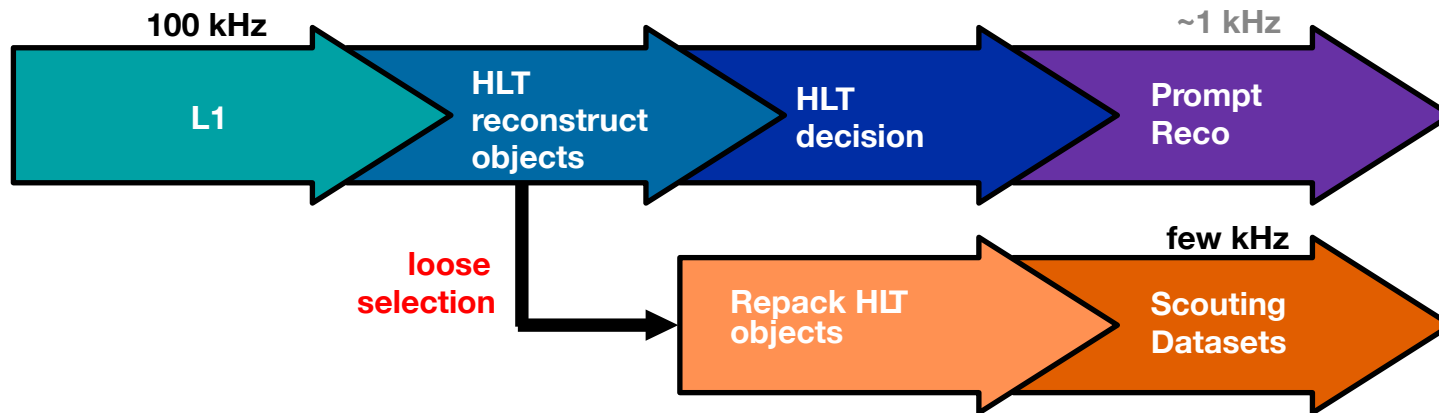 100 kHz
~1 kHz
L1
HLT
reconstruct
objects
HLT
decision
Prompt
Reco
few kHz
loose
selection
Repack HLT
objects
Scouting
Datasets